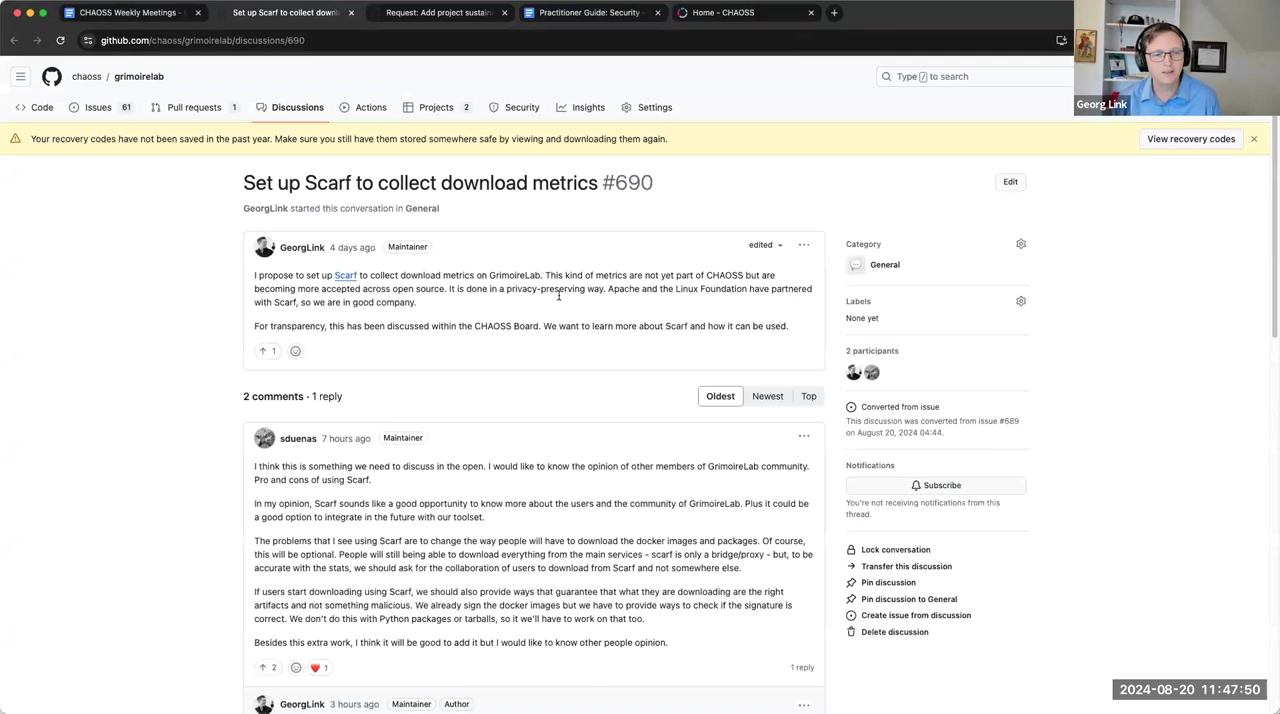 CHAOSS Weekly Meetings -
Set up Scarf to collect down
Request: Add project sustain
Practitioner Guide: Security -
Home - CHAOSS
github.com/chaoss/grimoirelab/discussions/690
chaoss / grimoirelab
Type / to search
Code
Issues 61
Pull requests 1
Discussions
Actions
Projects 2
Security
Insights
Settings
Georg Link
Your recovery codes have not been saved in the past year. Make sure you still have them stored somewhere safe by viewing and downloading them again.
View recovery codes
Set up Scarf to collect download metrics #690
Edit
GeorgLink started this conversation in General
GeorgLink 4 days ago Maintainer
edited
I propose to set up Scarf to collect download metrics on GrimoireLab. This kind of metrics are not yet part of CHAOSS but are
becoming more accepted across open source. It is done in a privacy-preserving way. Apache and the Linux Foundation have partnered
with Scarf, so we are in good company.
For transparency, this has been discussed within the CHAOSS Board. We want to learn more about Scarf and how it can be used.
1
2 comments · 1 reply
Oldest
Newest
Top
sduenas 7 hours ago Maintainer
I think this is something we need to discuss in the open. I would like to know the opinion of other members of GrimoireLab community.
Pro and cons of using Scarf.
In my opinion, Scarf sounds like a good opportunity to know more about the users and the community of GrimoireLab. Plus it could be
a good option to integrate in the future with our toolset.
The problems that I see using Scarf are to change the way people will have to download the docker images and packages. Of course,
this will be optional. People will still being able to download everything from the main services - scarf is only a bridge/proxy - but, to be
accurate with the stats, we should ask for the collaboration of users to download from Scarf and not somewhere else.
If users start downloading using Scarf, we should also provide ways that guarantee that what they are downloading are the right
artifacts and not something malicious. We already sign the docker images but we have to provide ways to check if the signature is
correct. We don't do this with Python packages or tarballs, so it we'll have to work on that too.
Besides this extra work, I think it will be good to add it but I would like to know other people opinion.
2
1
1 reply
GeorgLink 3 hours ago Maintainer Author
Category
General
Labels
None yet
2 participants
Converted from issue
This discussion was converted from issue #689
on August 20, 2024 04:44.
Notifications
Subscribe
You're not receiving notifications from this
thread.
Lock conversation
Transfer this discussion
Pin discussion
Pin discussion to General
Create issue from discussion
Delete discussion
2024-08-20 11:47:50